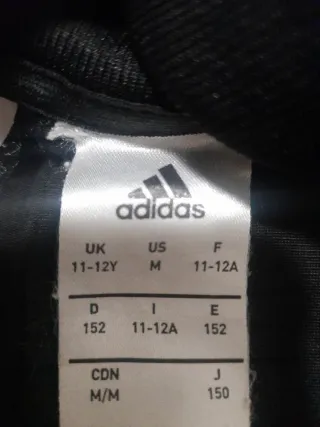 adidas
UK US F
11-12Y M 11-12A
D I E
152 11-12A 152
CDN J
M/M 150